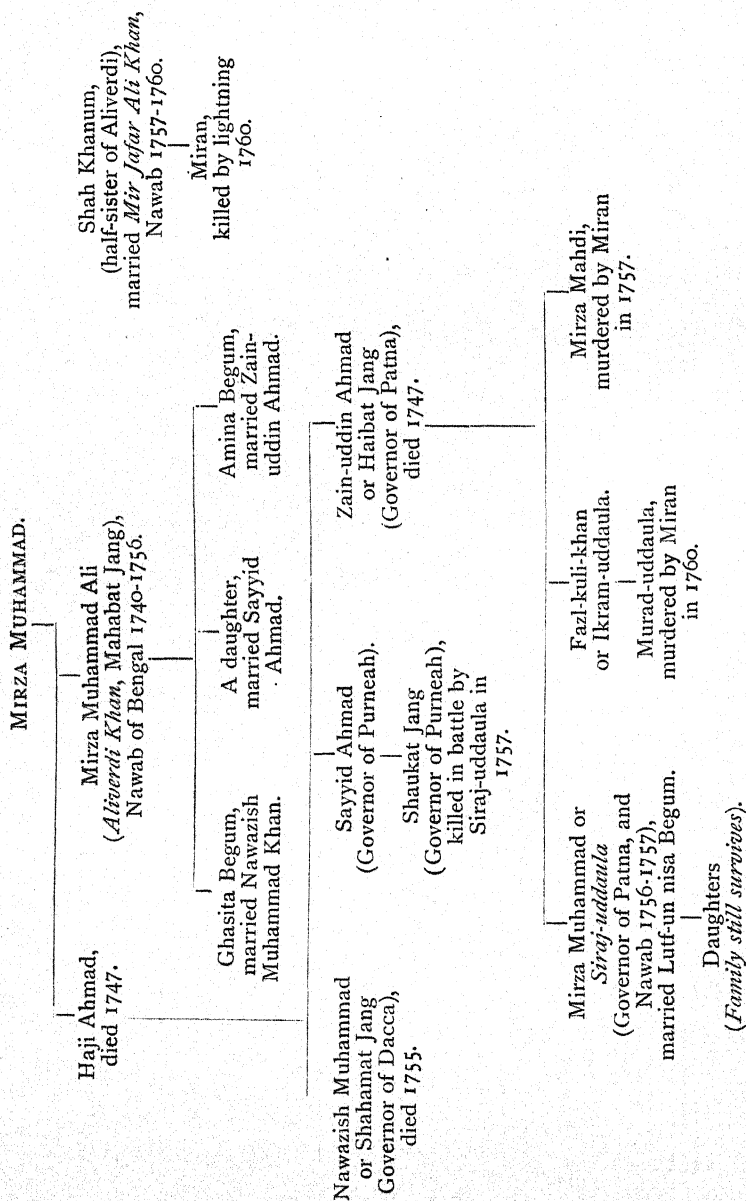 MIRZA MUHAMMAD.
Haji Ahmad,
died 1747.
Mirza Muhammad Ali
(Aliverdi Khan, Mahabat Jang),
Nawab of Bengal 1740-1756.
Shah Khanum,
(half-sister of Aliverdi),
married Mir Jafar Ali Khan,
Nawab 1757-1760.
Miran,
killed by lightning
1760.
Ghasita Begum,
married Nawazish
Muhammad Khan.
A daughter,
married Sayyid
Ahmad.
Amina Begum,
married Zain-
uddin Ahmad.
Nawazish Muhammad
or Shahamat Jang
Governor of Dacca),
died 1755.
Sayyid Ahmad
(Governor of Purneah).
Shaukat Jang
(Governor of Purneah),
killed in battle by
Siraj-uddaula in
1757.
Zain-uddin Ahmad
or Haibat Jang
(Governor of Patna),
died 1747.
Mirza Muhammad or
Siraj-uddaula
(Governor of Patna, and
Nawab 1756-1757),
married Lutf-un nisa Begum.
Daughters
(Family still survives).
Fazl-kuli-khan
or Ikram-uddaula.
Murad-uddaula,
murdered by Miran
in 1760.
Mirza Mahdi,
murdered by Miran
in 1757.